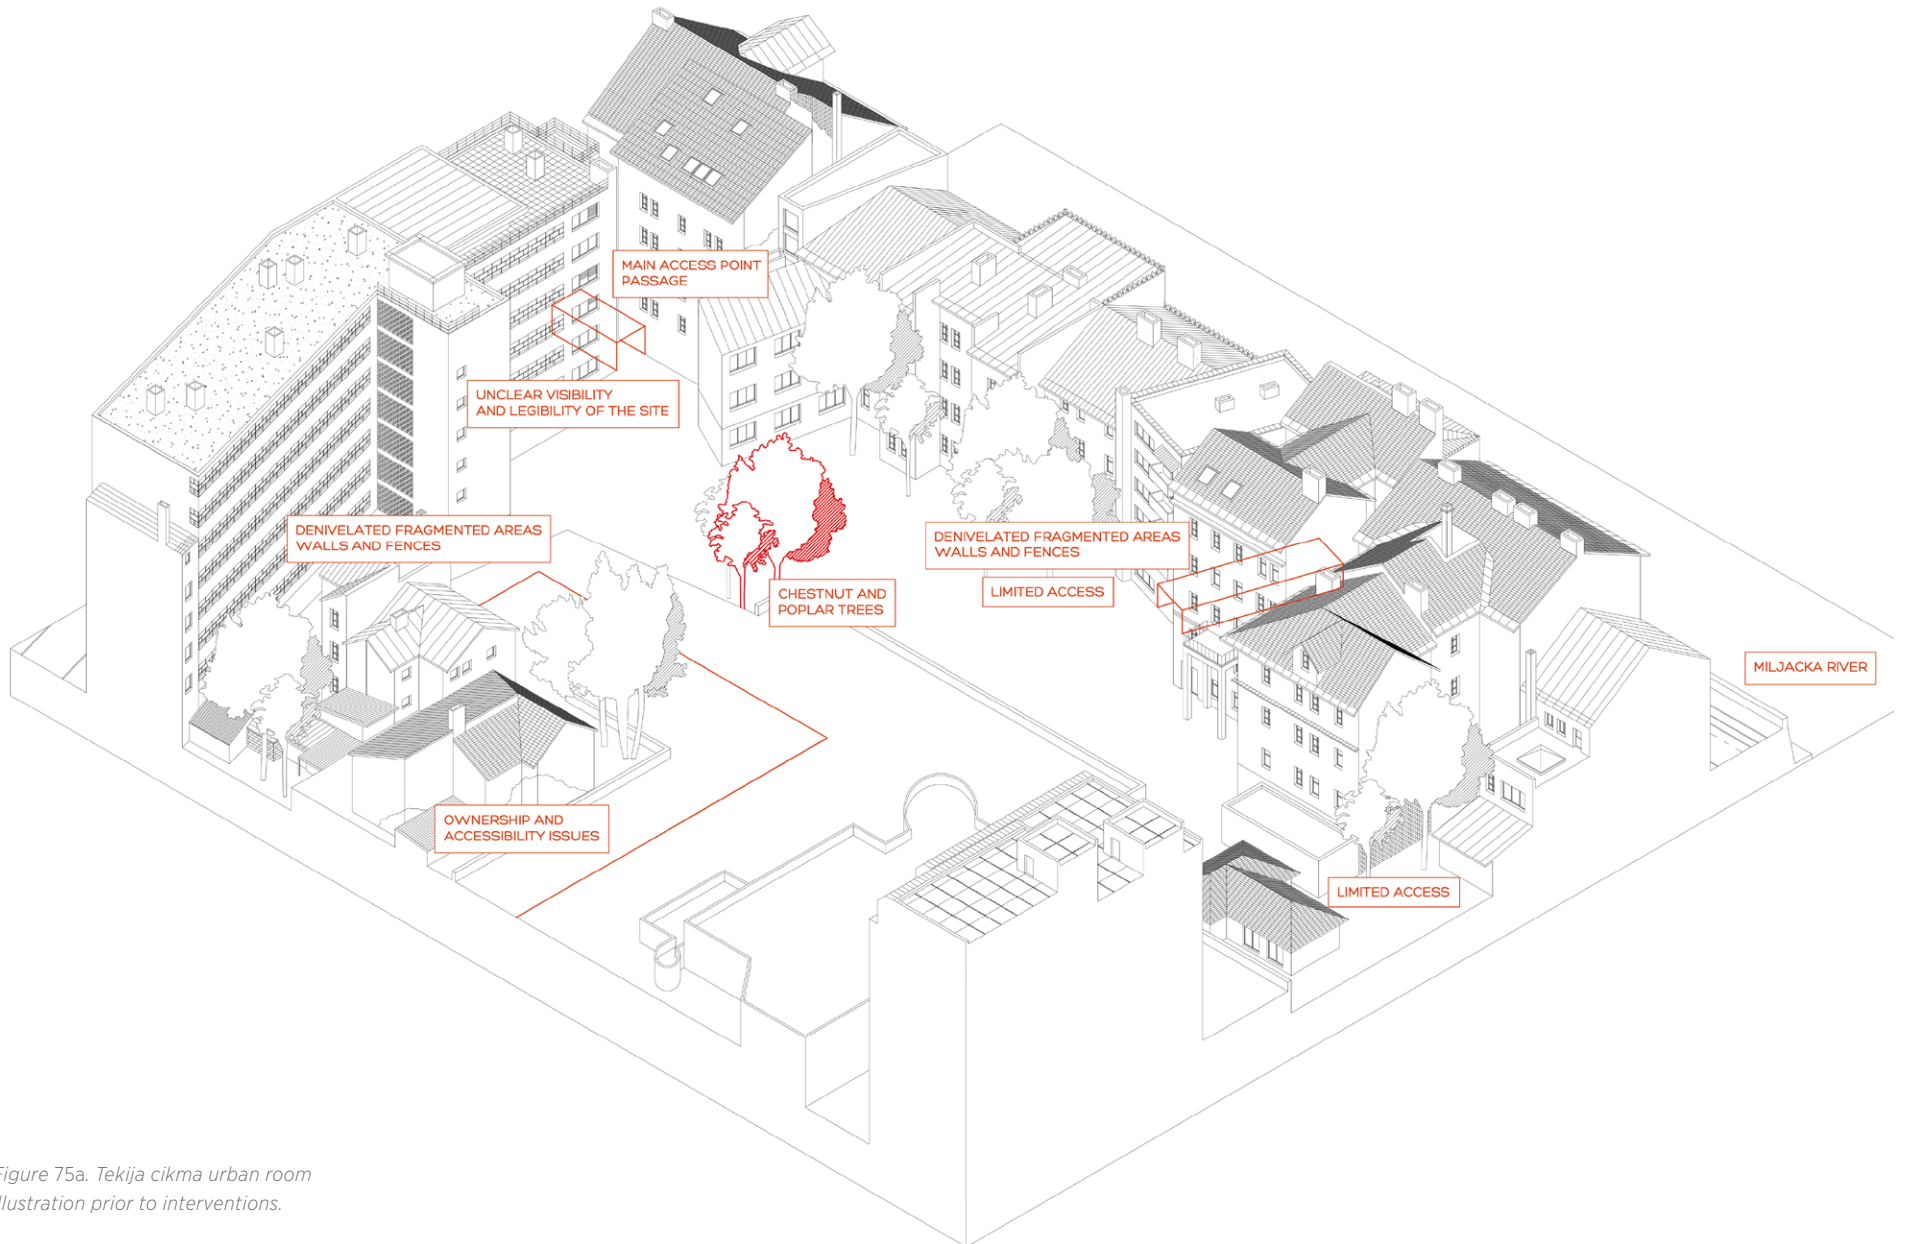 MAIN ACCESS POINT
PASSAGE
UNCLEAR VISIBILITY
AND LEGIBILITY OF THE SITE
DENIVELATED FRAGMENTED AREAS
WALLS AND FENCES
DENIVELATED FRAGMENTED AREAS
WALLS AND FENCES
CHESTNUT AND
POPLAR TREES
LIMITED ACCESS
MILJACKA RIVER
OWNERSHIP AND
ACCESSIBILITY ISSUES
LIMITED ACCESS
Figure 75a. Tekija cikma urban room
illustration prior to interventions.